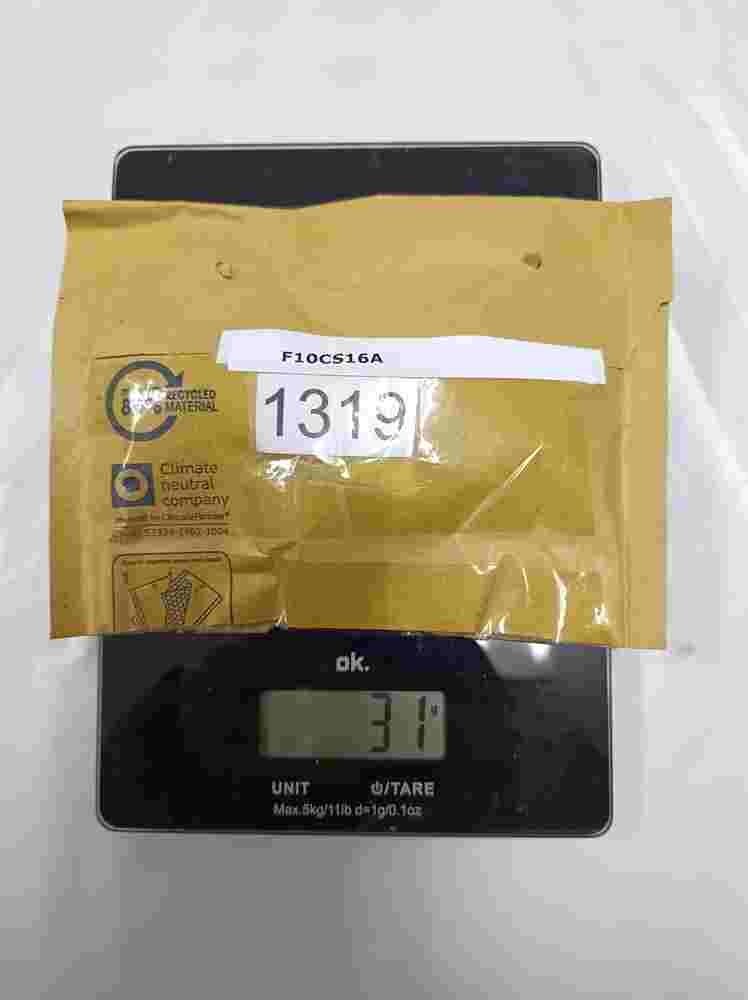 F10CS16A
1319
RECYCLED
MATERIAL
Climate
neutral
company
ok.
31 g
UNIT
/TARE
Max.5kg/11lb d=1g/0.1oz